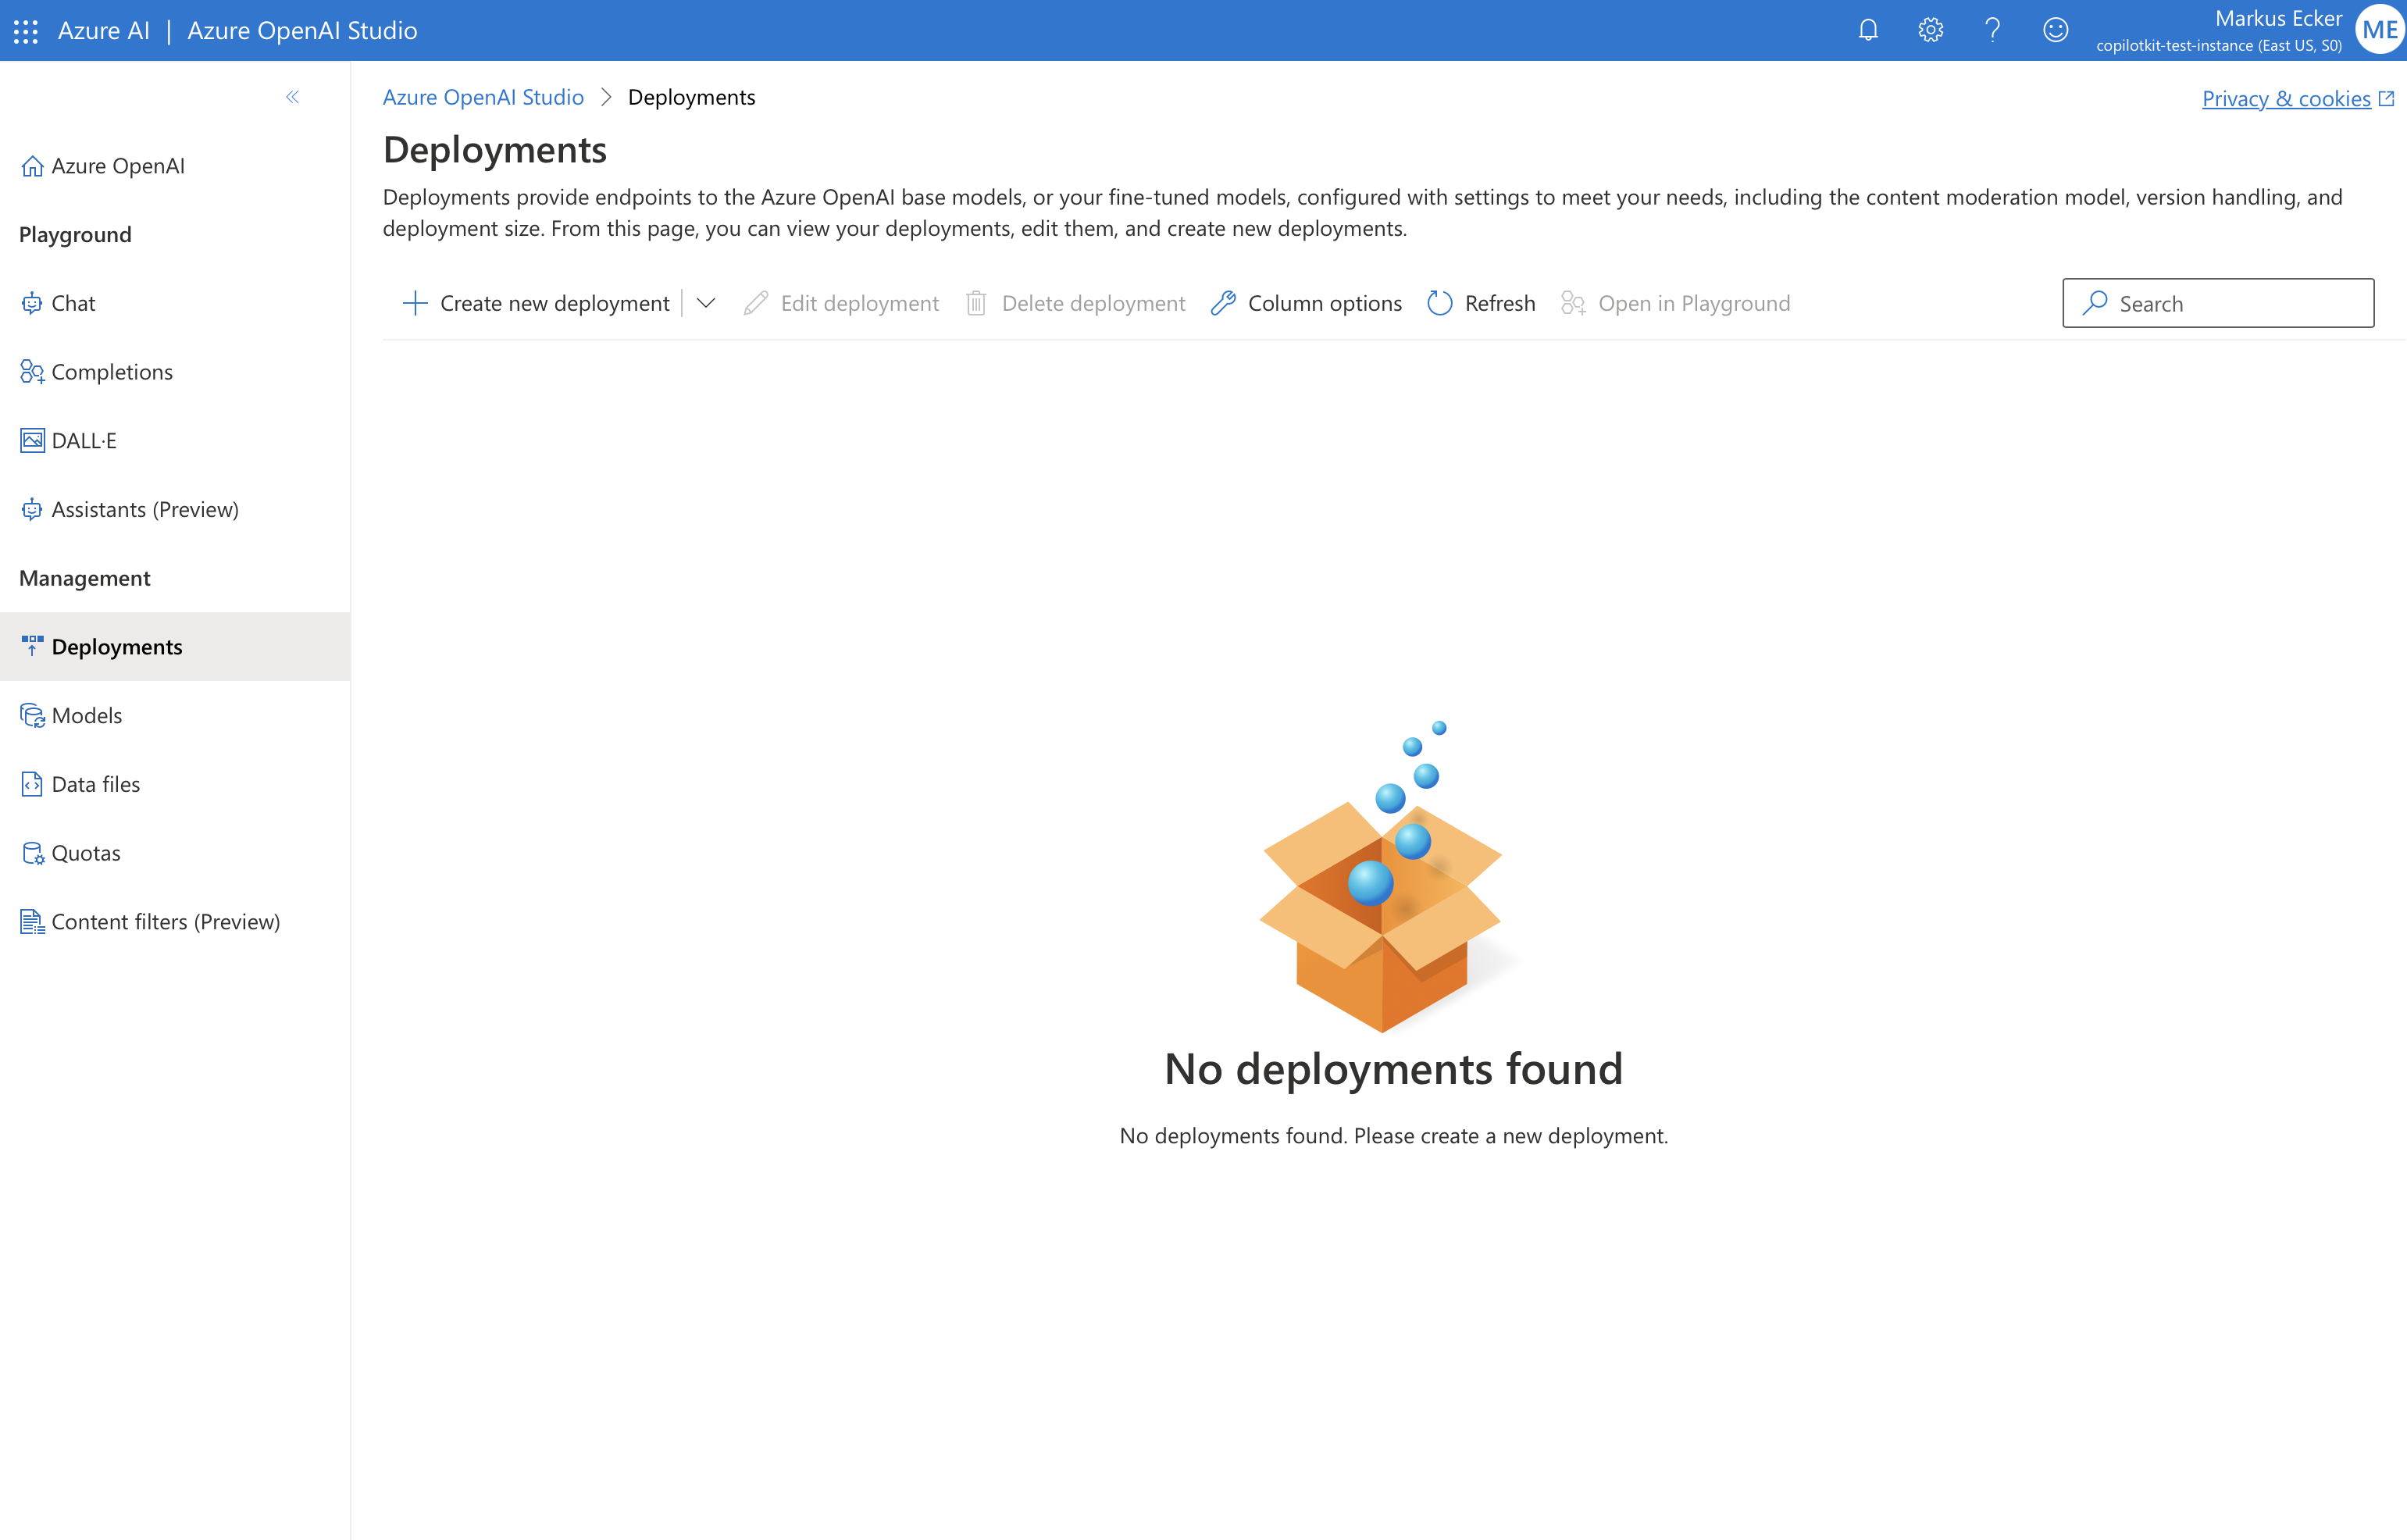 Azure AI | Azure OpenAI Studio
Markus Ecker
copilotkit-test-instance (East US, S0)
ME
Azure OpenAI Studio > Deployments
Privacy & cookies
Azure OpenAI
Playground
Chat
Completions
DALL·E
Assistants (Preview)
Management
Deployments
Models
Data files
Quotas
Content filters (Preview)
Deployments
Deployments provide endpoints to the Azure OpenAI base models, or your fine-tuned models, configured with settings to meet your needs, including the content moderation model, version handling, and
deployment size. From this page, you can view your deployments, edit them, and create new deployments.
Create new deployment Edit deployment Delete deployment Column options Refresh Open in Playground Search
No deployments found
No deployments found. Please create a new deployment.